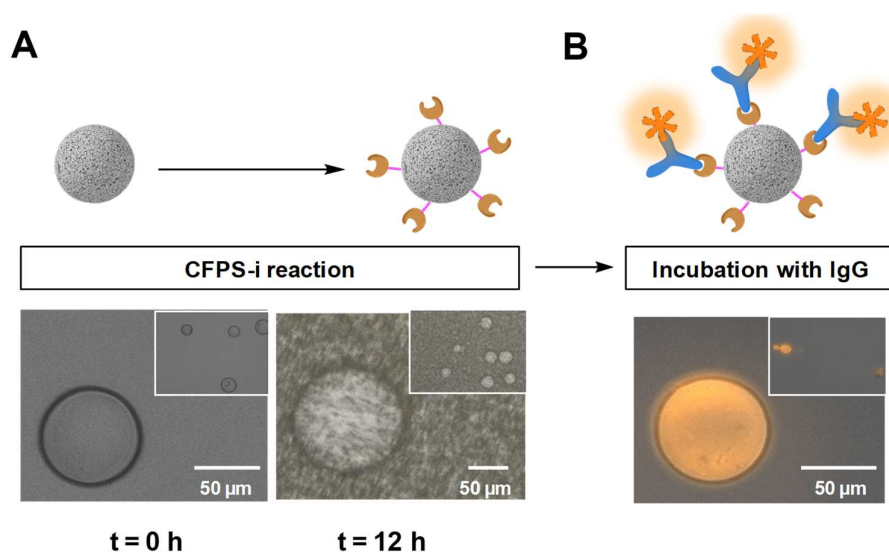 A
B
CFPS-i reaction
Incubation with IgG
50 µm
50 µm
50 µm
t = 0 h
t = 12 h